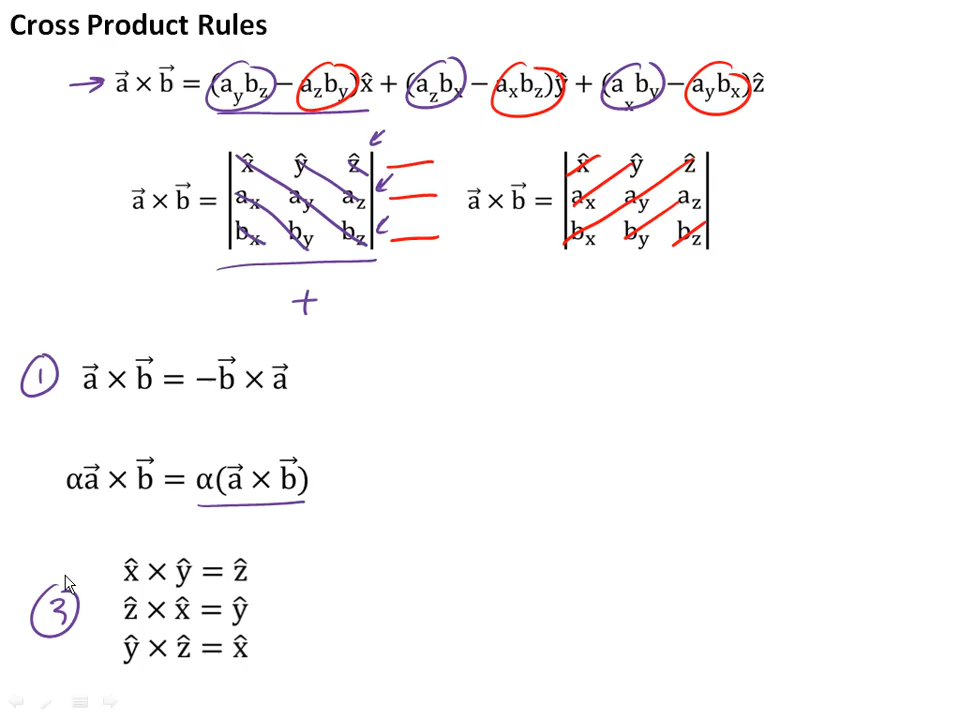 Cross Product Rules
→ a⃗ × b⃗ = (a_y b_z − a_z b_y)x̂ + (a_z b_x − a_x b_z)ŷ + (a_x b_y − a_y b_x)ẑ
a⃗ × b⃗ = | x̂ ŷ ẑ | a⃗ × b⃗ = | x̂ ŷ ẑ |
| a_x a_y a_z | | a_x a_y a_z |
| b_x b_y b_z | | b_x b_y b_z |
+
① a⃗ × b⃗ = −b⃗ × a⃗
αa⃗ × b⃗ = α(a⃗ × b⃗)
x̂ × ŷ = ẑ
③ ẑ × x̂ = ŷ
ŷ × ẑ = x̂